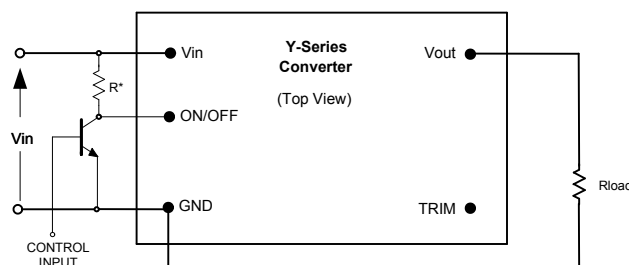 Y-Series
Converter
(Top View)
Vin
Vout
R*
ON/OFF
Vin
Rload
GND
TRIM
CONTROL
INPUT